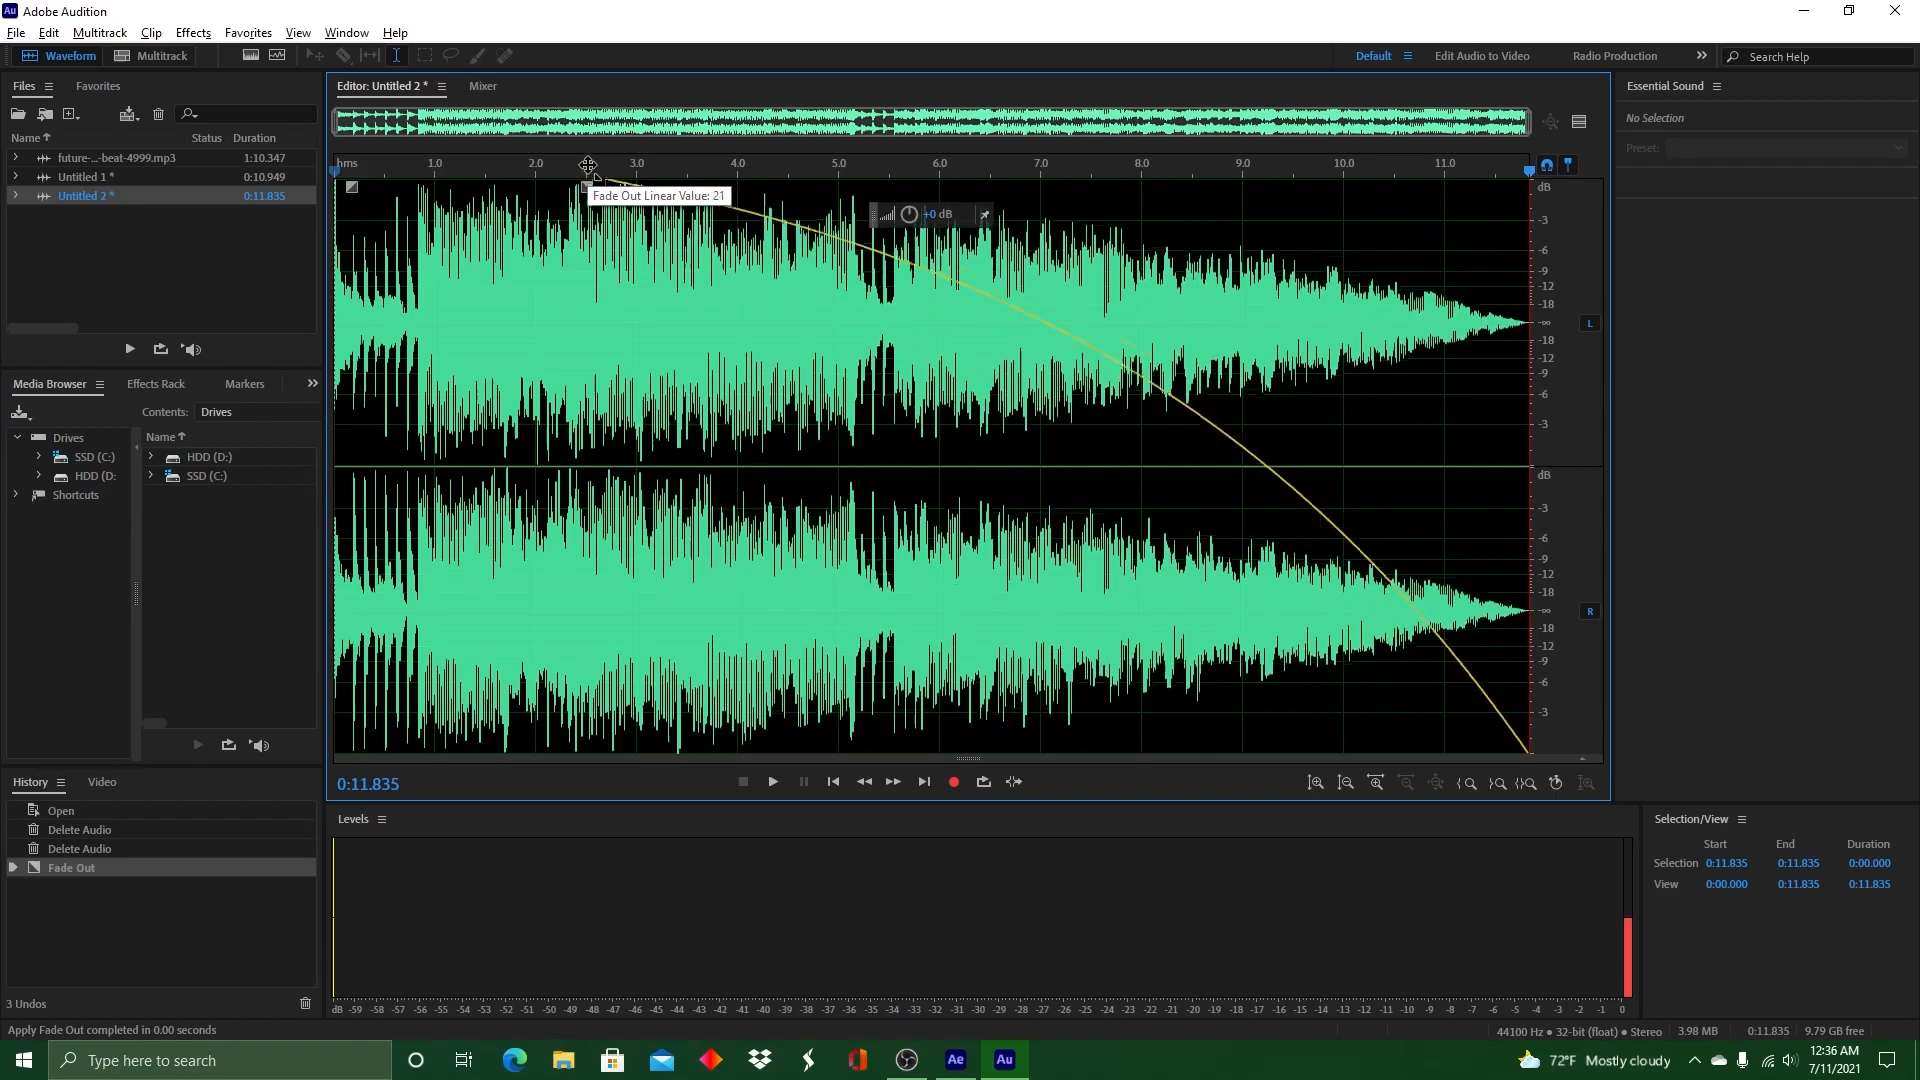 Au Adobe Audition
File Edit Multitrack Clip Effects Favorites View Window Help
Waveform Multitrack Default Edit Audio to Video Radio Production Search Help
Files Favorites
Name Status Duration
future-...-beat-4999.mp3 1:10.347
Untitled 1 * 0:10.949
Untitled 2 * 0:11.835
Media Browser Effects Rack Markers
Contents: Drives
Drives
SSD (C:)
HDD (D:
Shortcuts
Name
HDD (D:)
SSD (C:)
History Video
Open
Delete Audio
Delete Audio
Fade Out
3 Undos
Apply Fade Out completed in 0.00 seconds
Editor: Untitled 2 * Mixer
hms 1.0 2.0 3.0 4.0 5.0 6.0 7.0 8.0 9.0 10.0 11.0
Fade Out Linear Value: 21
+0 dB
dB
-3
-6
-9
-12
-18
-∞
-18
-12
-9
-6
-3
L
dB
-3
-6
-9
-12
-18
-∞
-18
-12
-9
-6
-3
R
0:11.835
Levels
dB -59 -58 -57 -56 -55 -54 -53 -52 -51 -50 -49 -48 -47 -46 -45 -44 -43 -42 -41 -40 -39 -38 -37 -36 -35 -34 -33 -32 -31 -30 -29 -28 -27 -26 -25 -24 -23 -22 -21 -20 -19 -18 -17 -16 -15 -14 -13 -12 -11 -10 -9 -8 -7 -6 -5 -4 -3 -2 -1 0
Essential Sound
No Selection
Preset:
Selection/View
Start End Duration
Selection 0:11.835 0:11.835 0:00.000
View 0:00.000 0:11.835 0:11.835
44100 Hz ● 32-bit (float) ● Stereo 3.98 MB 0:11.835 9.79 GB free
Type here to search
Ae Au
72°F Mostly cloudy
12:36 AM
7/11/2021